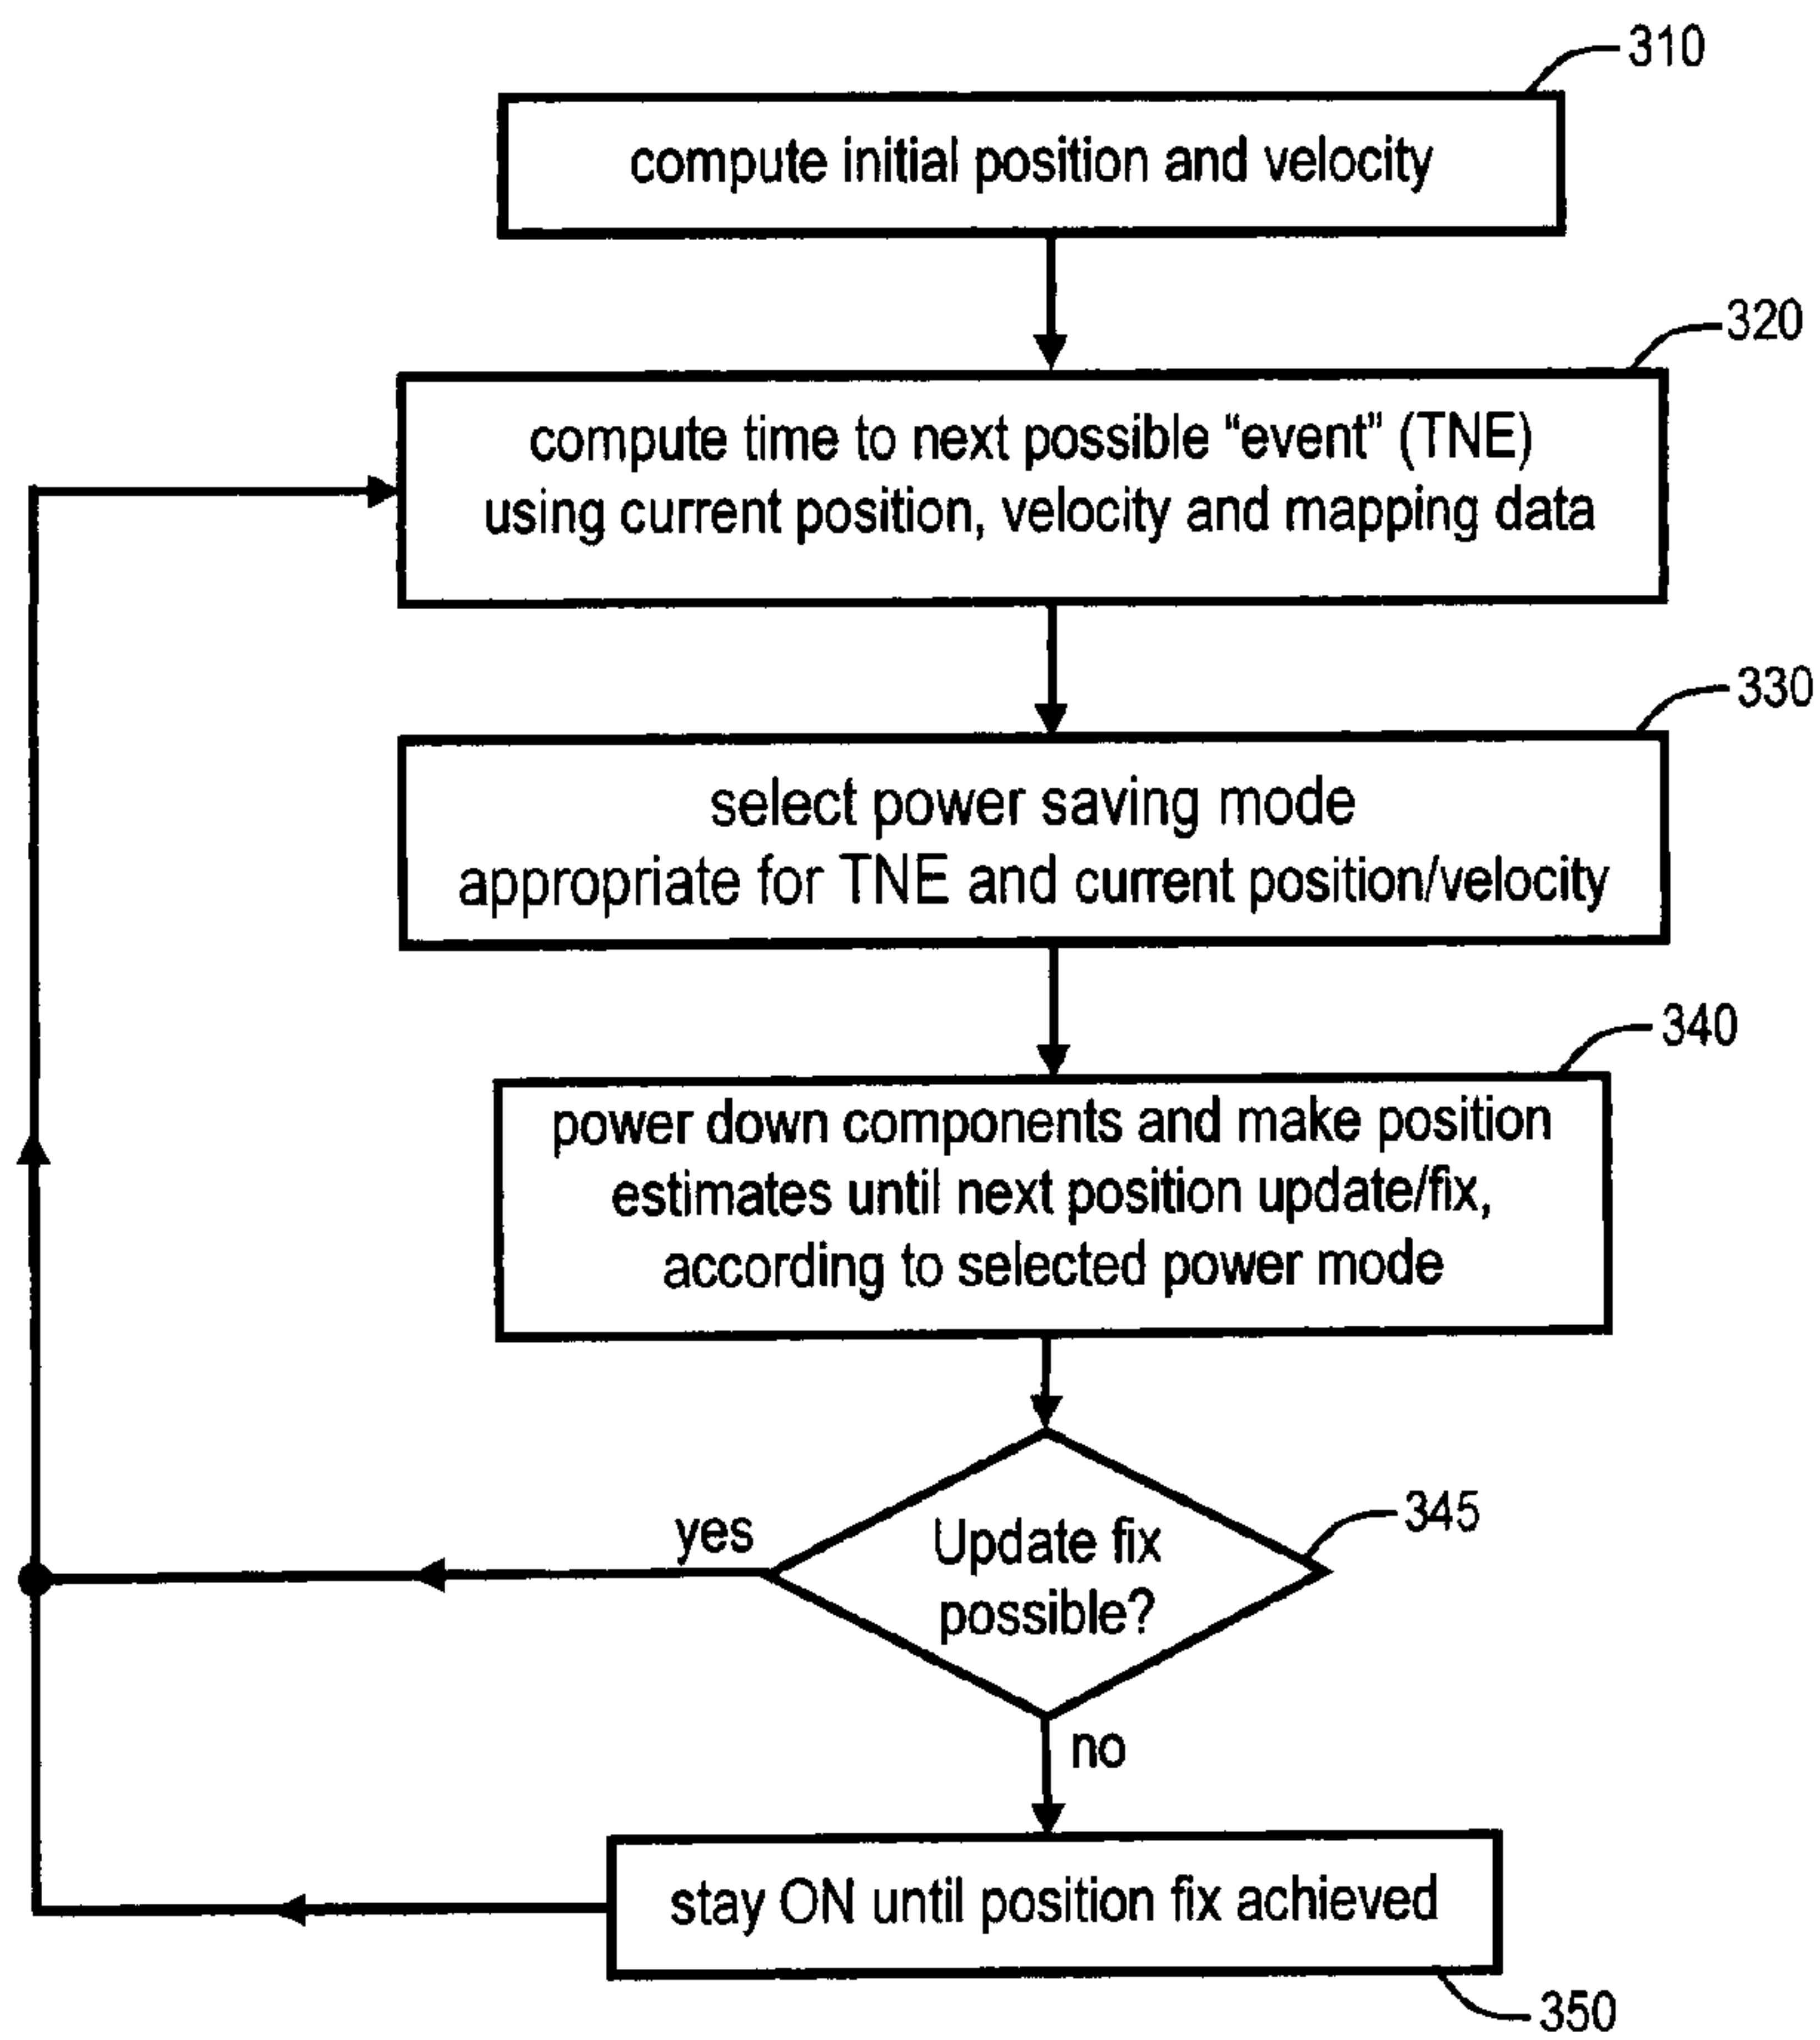 310
compute initial position and velocity
320
compute time to next possible “event” (TNE)
using current position, velocity and mapping data
330
select power saving mode
appropriate for TNE and current position/velocity
340
power down components and make position
estimates until next position update/fix,
according to selected power mode
345
yes
Update fix
possible?
no
stay ON until position fix achieved
350